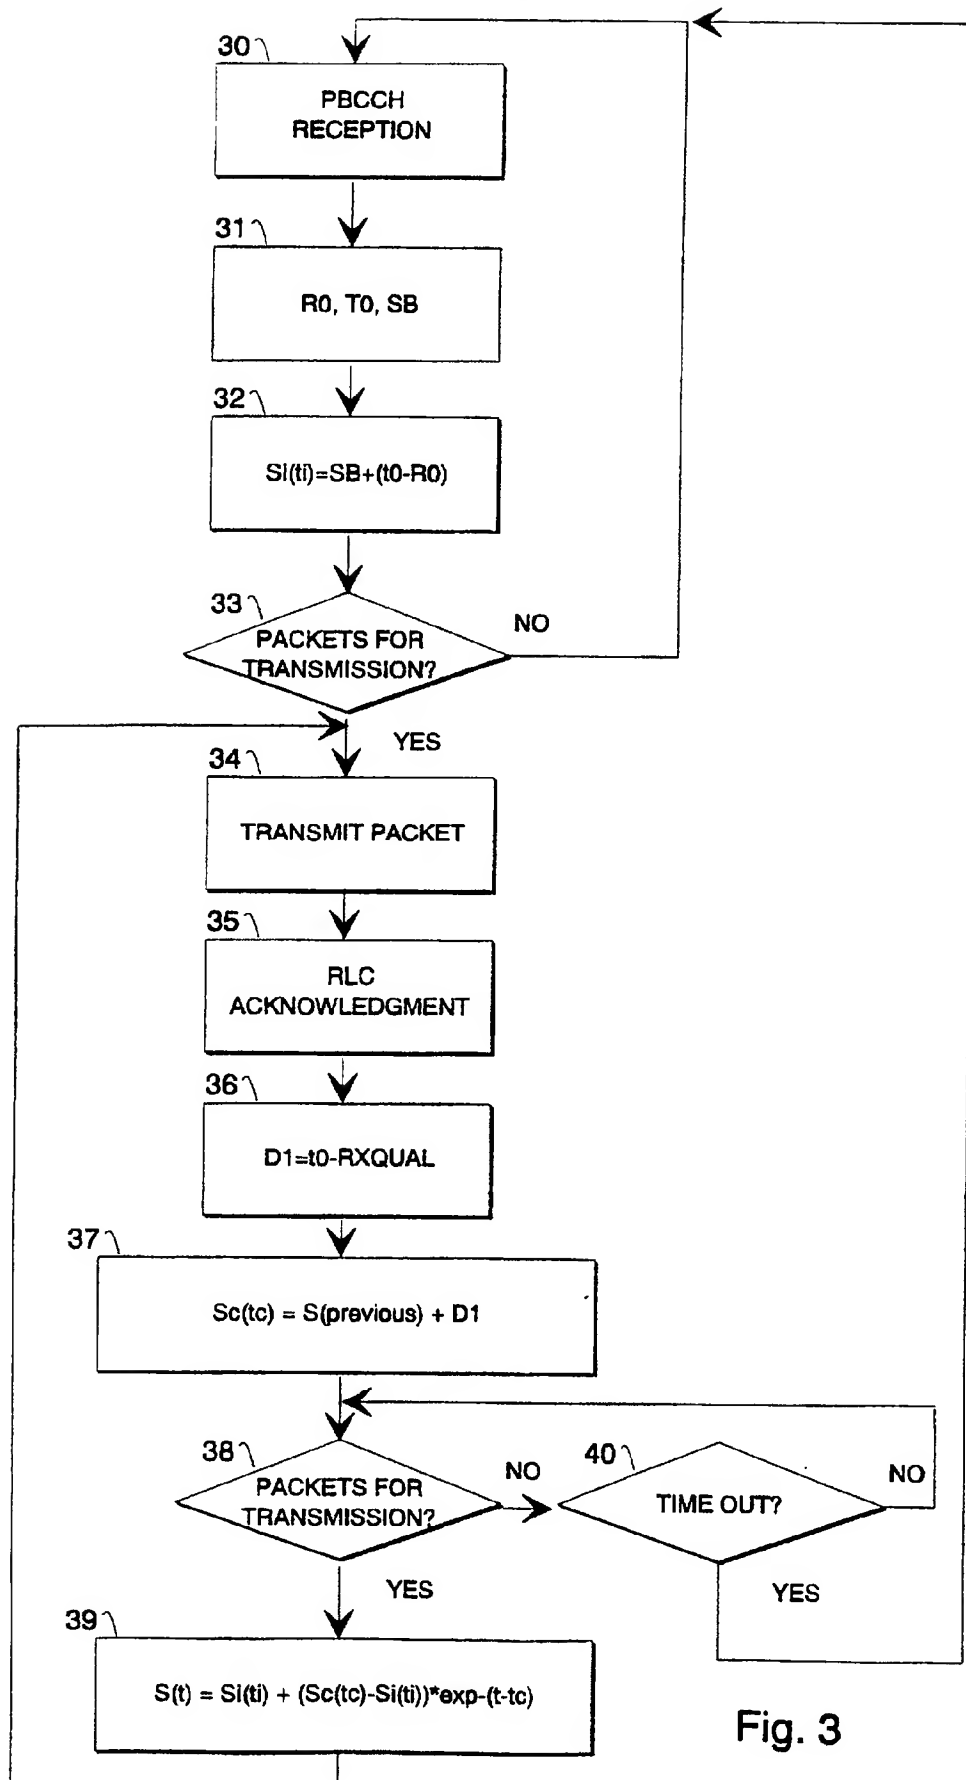 30
PBCCH
RECEPTION
31
R0, T0, SB
32
Si(ti)=SB+(t0-R0)
33
PACKETS FOR
TRANSMISSION?
NO
YES
34
TRANSMIT PACKET
35
RLC
ACKNOWLEDGMENT
36
D1=t0-RXQUAL
37
Sc(tc) = S(previous) + D1
38
PACKETS FOR
TRANSMISSION?
NO
40
TIME OUT?
NO
YES
YES
39
S(t) = Si(ti) + (Sc(tc)-Si(ti))*exp-(t-tc)
Fig. 3